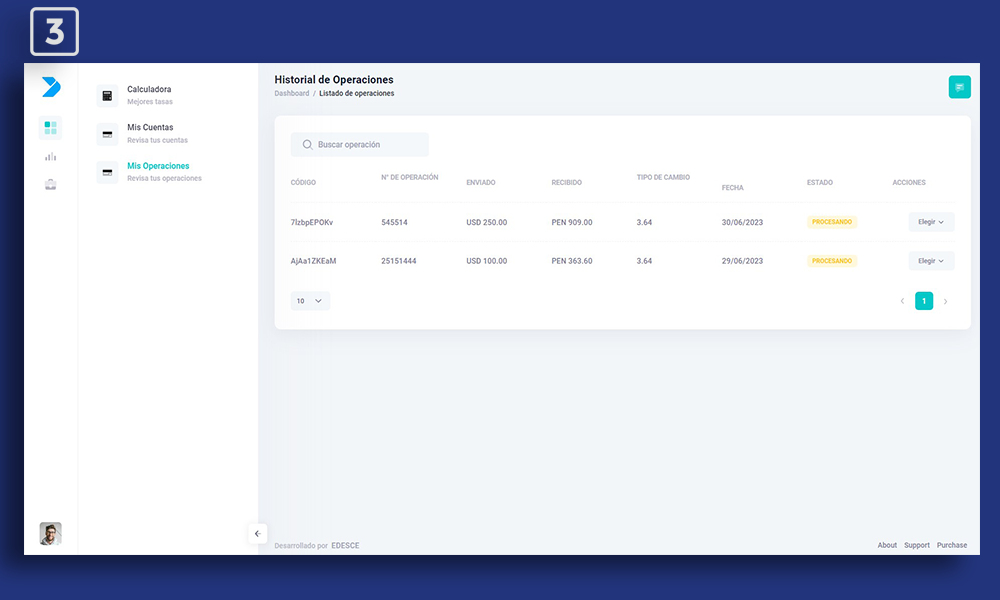 3
Calculadora
Mejores tasas
Mis Cuentas
Revisa tus cuentas
Mis Operaciones
Revisa tus operaciones
Historial de Operaciones
Dashboard / Listado de operaciones
Buscar operación
CÓDIGO N° DE OPERACIÓN ENVIADO RECIBIDO TIPO DE CAMBIO FECHA ESTADO ACCIONES
7lzbpEPOKv 545514 USD 250.00 PEN 909.00 3.64 30/06/2023 PROCESANDO Elegir
AjAa1ZKEaM 25151444 USD 100.00 PEN 363.60 3.64 29/06/2023 PROCESANDO Elegir
10 1
Desarrollado por EDESCE About Support Purchase